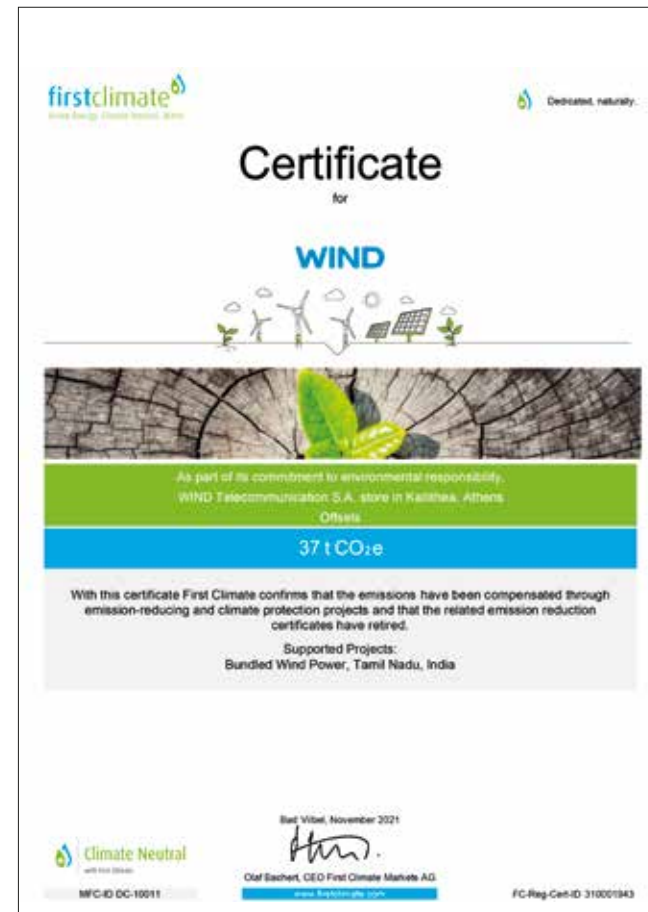 firstclimate
Dedicated, naturally.
Certificate
for
WIND
As part of its commitment to environmental responsibility,
WIND Telecommunication S.A. store in Kallithea, Athens
Offsets
37 t CO₂e
With this certificate First Climate confirms that the emissions have been compensated through
emission-reducing and climate protection projects and that the related emission reduction
certificates have retired.
Supported Projects:
Bundled Wind Power, Tamil Nadu, India
Bad Vilbel, November 2021
Climate Neutral
with First Climate
Olaf Bachert, CEO First Climate Markets AG
MFC-ID DC-10011
www.firstclimate.com
FC-Reg-Cert-ID 310001943